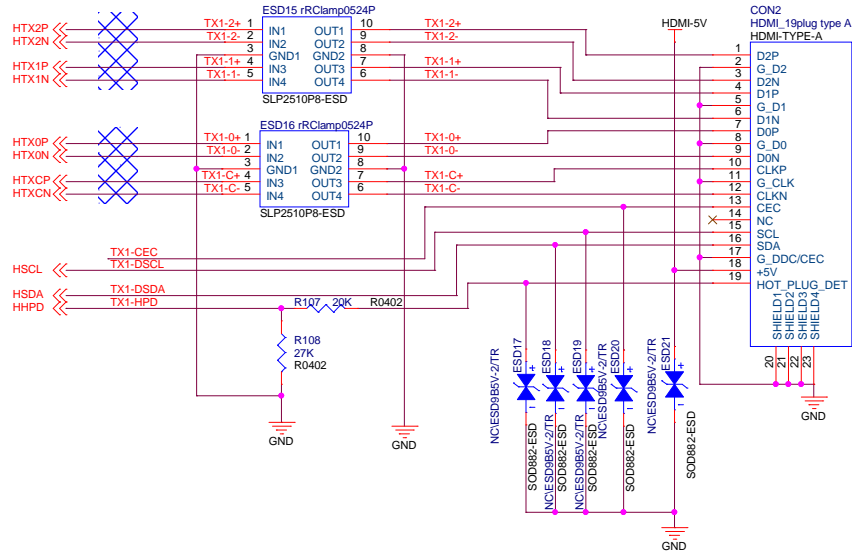 ESD15 rRClamp0524P
CON2
HDMI_19plug type A
HDMI-TYPE-A
HDMI-5V
HTX2P TX1-2+ 1 IN1 OUT1 10 TX1-2+
HTX2N TX1-2- 2 IN2 OUT2 9 TX1-2-
3 GND1 GND2 8
HTX1P TX1-1+ 4 IN3 OUT3 7 TX1-1+
HTX1N TX1-1- 5 IN4 OUT4 6 TX1-1-
SLP2510P8-ESD
ESD16 rRClamp0524P
HTX0P TX1-0+ 1 IN1 OUT1 10 TX1-0+
HTX0N TX1-0- 2 IN2 OUT2 9 TX1-0-
3 GND1 GND2 8
HTXCP TX1-C+ 4 IN3 OUT3 7 TX1-C+
HTXCN TX1-C- 5 IN4 OUT4 6 TX1-C-
SLP2510P8-ESD
1 D2P
2 G_D2
3 D2N
4 D1P
5 G_D1
6 D1N
7 D0P
8 G_D0
9 D0N
10 CLKP
11 G_CLK
12 CLKN
13 CEC
14 NC
15 SCL
16 SDA
17 G_DDC/CEC
18 +5V
19 HOT_PLUG_DET
SHIELD1
SHIELD2
SHIELD3
SHIELD4
20
21
22
23
TX1-CEC
HSCL TX1-DSCL
HSDA TX1-DSDA
HHPD TX1-HPD
R107 20K R0402
R108
27K
R0402
ESD17
ESD18
ESD19
ESD20
ESD21
NC\ESD9B5V-2/TR
NC\ESD9B5V-2/TR
NC\ESD9B5V-2/TR
NC\ESD9B5V-2/TR
NC\ESD9B5V-2/TR
SOD882-ESD
SOD882-ESD
SOD882-ESD
SOD882-ESD
SOD882-ESD
GND
GND
GND
GND